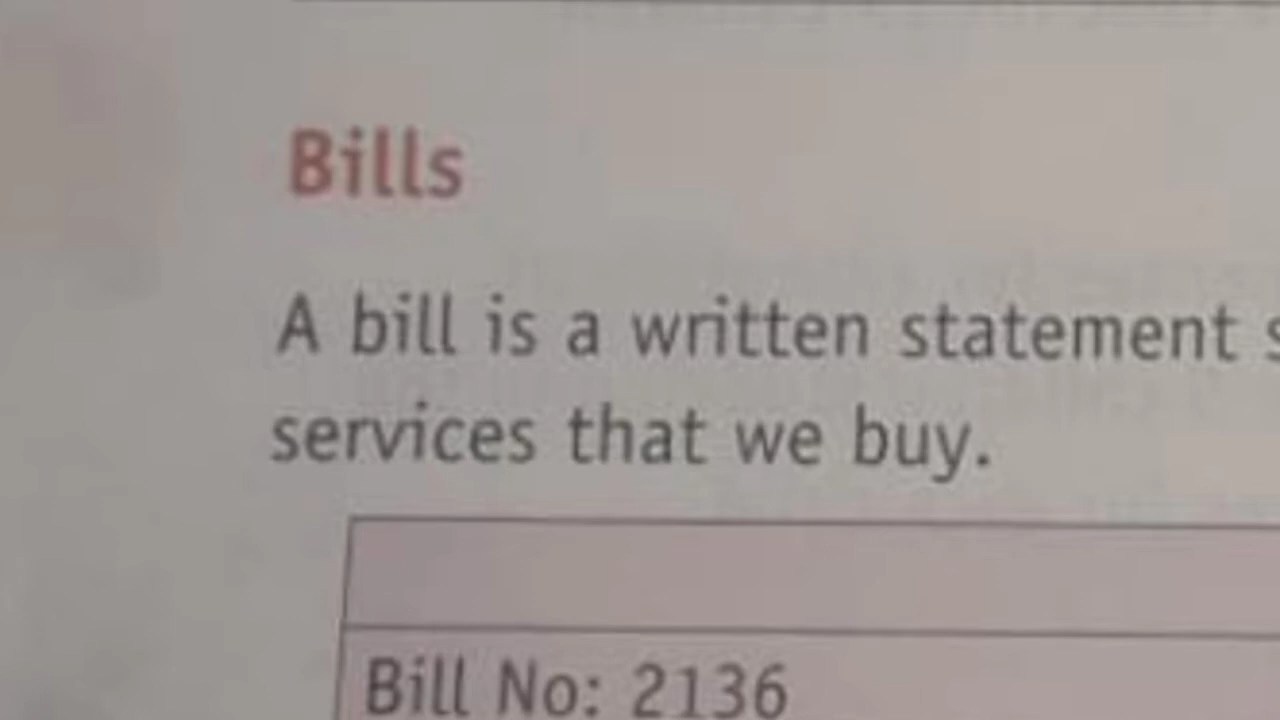 Bills
A bill is a written statement
services that we buy.
Bill No: 2136